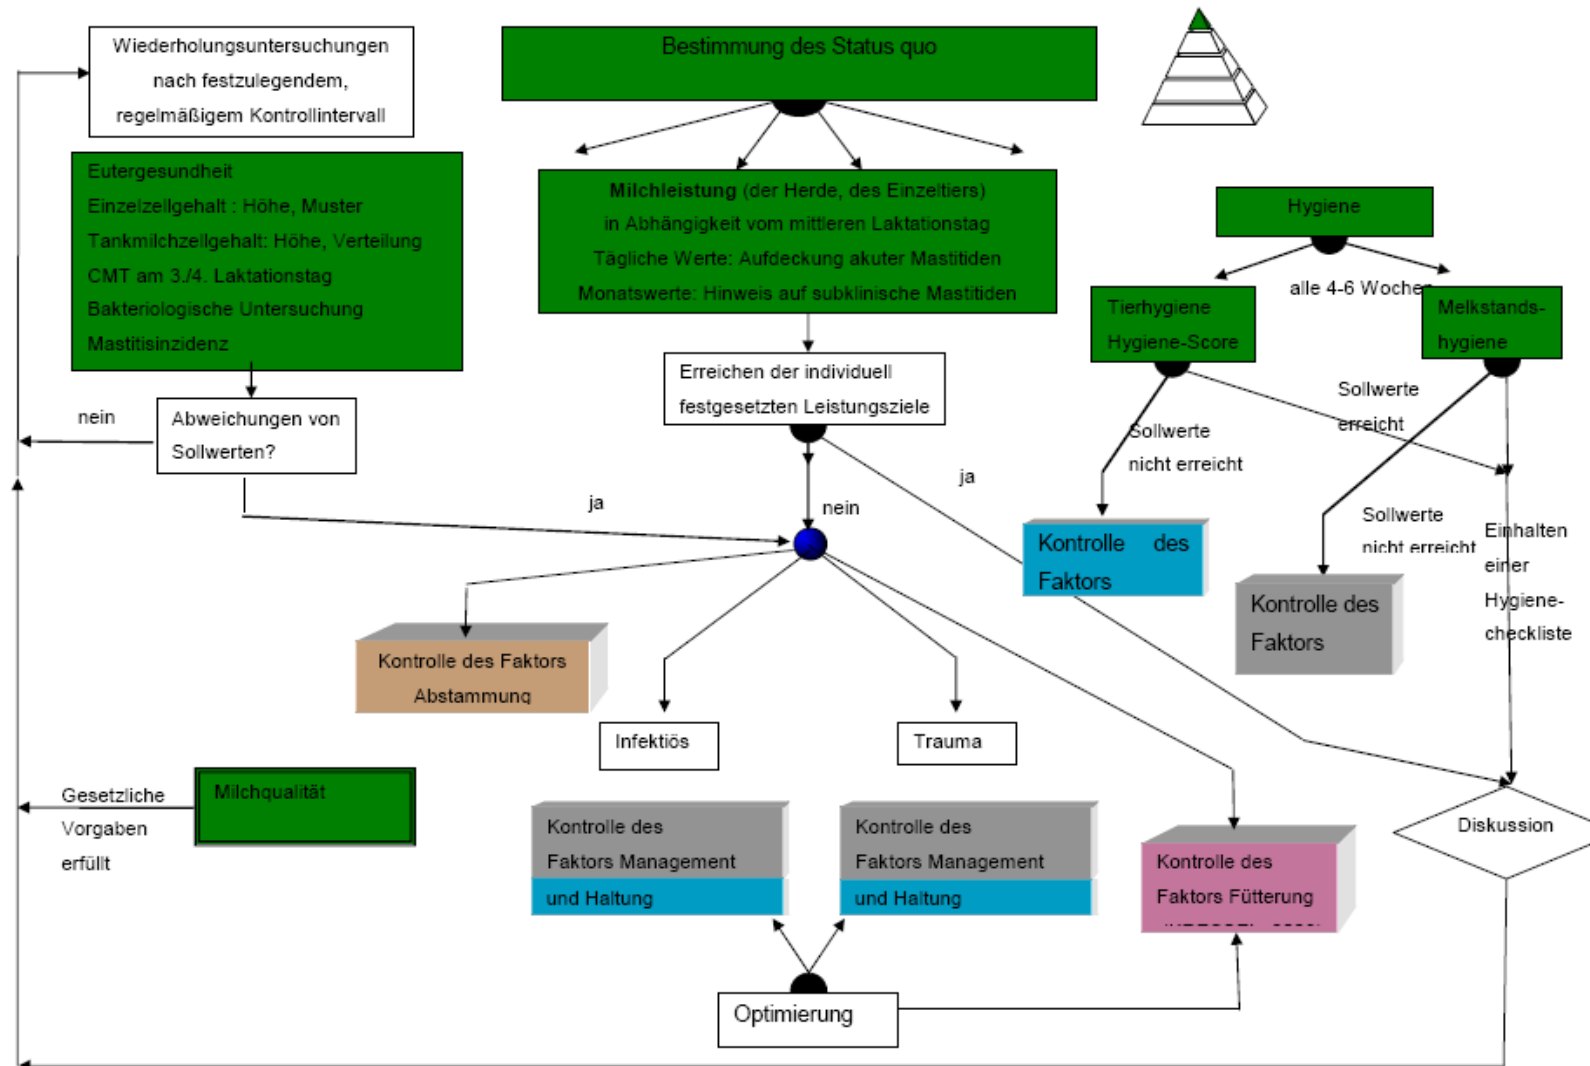 Bestimmung des Status quo
Wiederholungsuntersuchungen
nach festzulegendem,
regelmäßigem Kontrollintervall
Eutergesundheit
Einzelzellgehalt : Höhe, Muster
Tankmilchzellgehalt: Höhe, Verteilung
CMT am 3./4. Laktationstag
Bakteriologische Untersuchung
Mastitisinzidenz
Milchleistung (der Herde, des Einzeltiers)
in Abhängigkeit vom mittleren Laktationstag
Tägliche Werte: Aufdeckung akuter Mastitiden
Monatswerte: Hinweis auf subklinische Mastitiden
Hygiene
alle 4-6 Wochen
Tierhygiene
Hygiene-Score
Melkstands-
hygiene
nein
Abweichungen von
Sollwerten?
Erreichen der individuell
festgesetzten Leistungsziele
Sollwerte
nicht erreicht
Sollwerte
erreicht
ja
nein
ja
Kontrolle des
Faktors
Sollwerte
nicht erreicht
Einhalten
einer
Hygiene-
checkliste
Kontrolle des
Faktors
Kontrolle des Faktors
Abstammung
Infektiös
Trauma
Gesetzliche
Vorgaben
erfüllt
Milchqualität
Kontrolle des
Faktors Management
und Haltung
Kontrolle des
Faktors Management
und Haltung
Kontrolle des
Faktors Fütterung
Diskussion
Optimierung